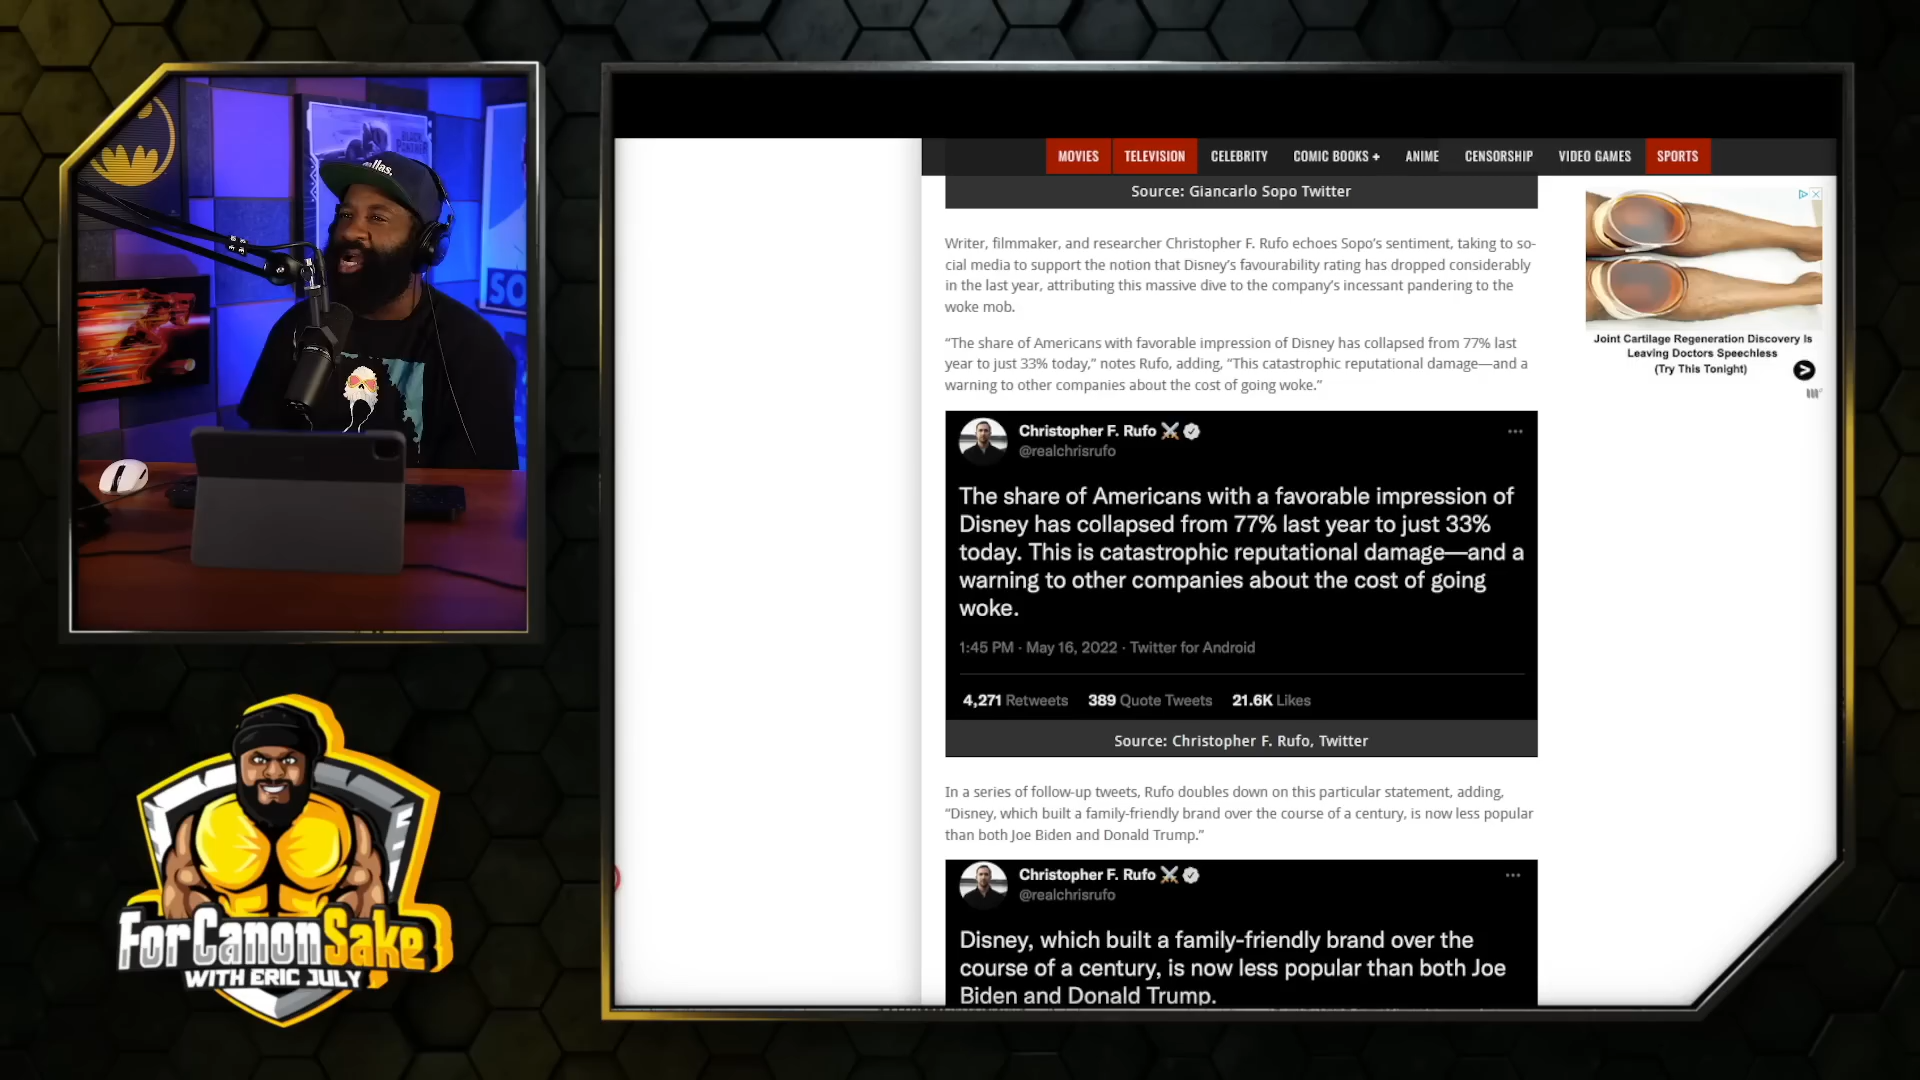 MOVIES TELEVISION CELEBRITY COMIC BOOKS + ANIME CENSORSHIP VIDEO GAMES SPORTS
Source: Giancarlo Sopo Twitter
Writer, filmmaker, and researcher Christopher F. Rufo echoes Sopo's sentiment, taking to so-
cial media to support the notion that Disney's favourability rating has dropped considerably
in the last year, attributing this massive dive to the company's incessant pandering to the
woke mob.
“The share of Americans with favorable impression of Disney has collapsed from 77% last
year to just 33% today,” notes Rufo, adding, “This catastrophic reputational damage—and a
warning to other companies about the cost of going woke.”
Christopher F. Rufo
@realchrisrufo
The share of Americans with a favorable impression of
Disney has collapsed from 77% last year to just 33%
today. This is catastrophic reputational damage—and a
warning to other companies about the cost of going
woke.
1:45 PM · May 16, 2022 · Twitter for Android
4,271 Retweets 389 Quote Tweets 21.6K Likes
Source: Christopher F. Rufo, Twitter
In a series of follow-up tweets, Rufo doubles down on this particular statement, adding,
“Disney, which built a family-friendly brand over the course of a century, is now less popular
than both Joe Biden and Donald Trump.”
Christopher F. Rufo
@realchrisrufo
Disney, which built a family-friendly brand over the
course of a century, is now less popular than both Joe
Biden and Donald Trump.
Joint Cartilage Regeneration Discovery Is
Leaving Doctors Speechless
(Try This Tonight)
BLACK PANTHER
SO
ForCanonSake
WITH ERIC JULY